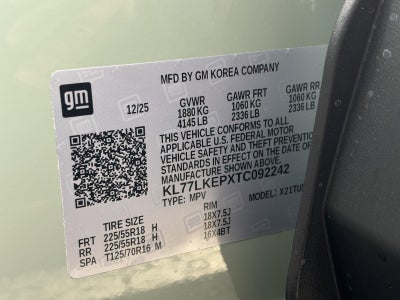 gm
MFD BY GM KOREA COMPANY
12/25 GVWR GAWR FRT GAWR RR
1880 KG 1060 KG 1060 KG
4145 LB 2336 LB 2336 LB
THIS VEHICLE CONFORMS TO ALL
APPLICABLE U.S. FEDERAL MOTOR
VEHICLE SAFETY AND THEFT PREVENTION
STANDARDS IN EFFECT ON THE DATE OF
MANUFACTURE SHOWN ABOVE.
KL77LKEPXTC092242
TYPE: MPV MODEL: X21TU
TIRE SIZE RIM
FRT 225/55R18 H 18X7.5J
RR 225/55R18 H 18X7.5J
SPA T125/70R16 M 16X4BT